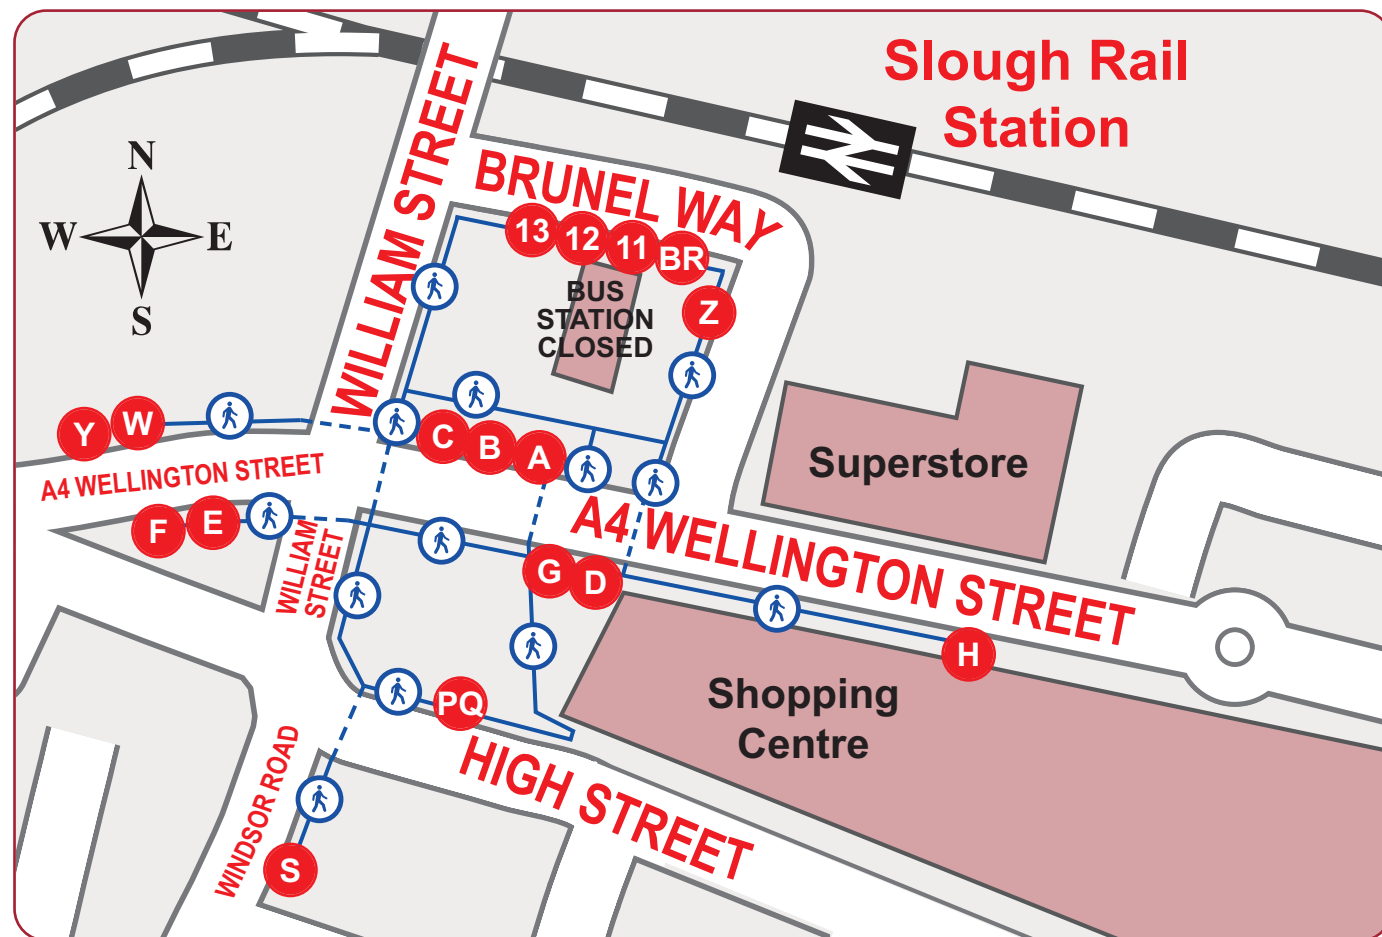 Slough Rail
Station
WILLIAM STREET
BRUNEL WAY
N
W
E
S
13
12
11
BR
Z
BUS
STATION
CLOSED
Y
W
C
B
A
A4 WELLINGTON STREET
Superstore
F
E
WILLIAM
STREET
A4 WELLINGTON STREET
G
D
H
PQ
Shopping
Centre
HIGH STREET
WINDSOR ROAD
S